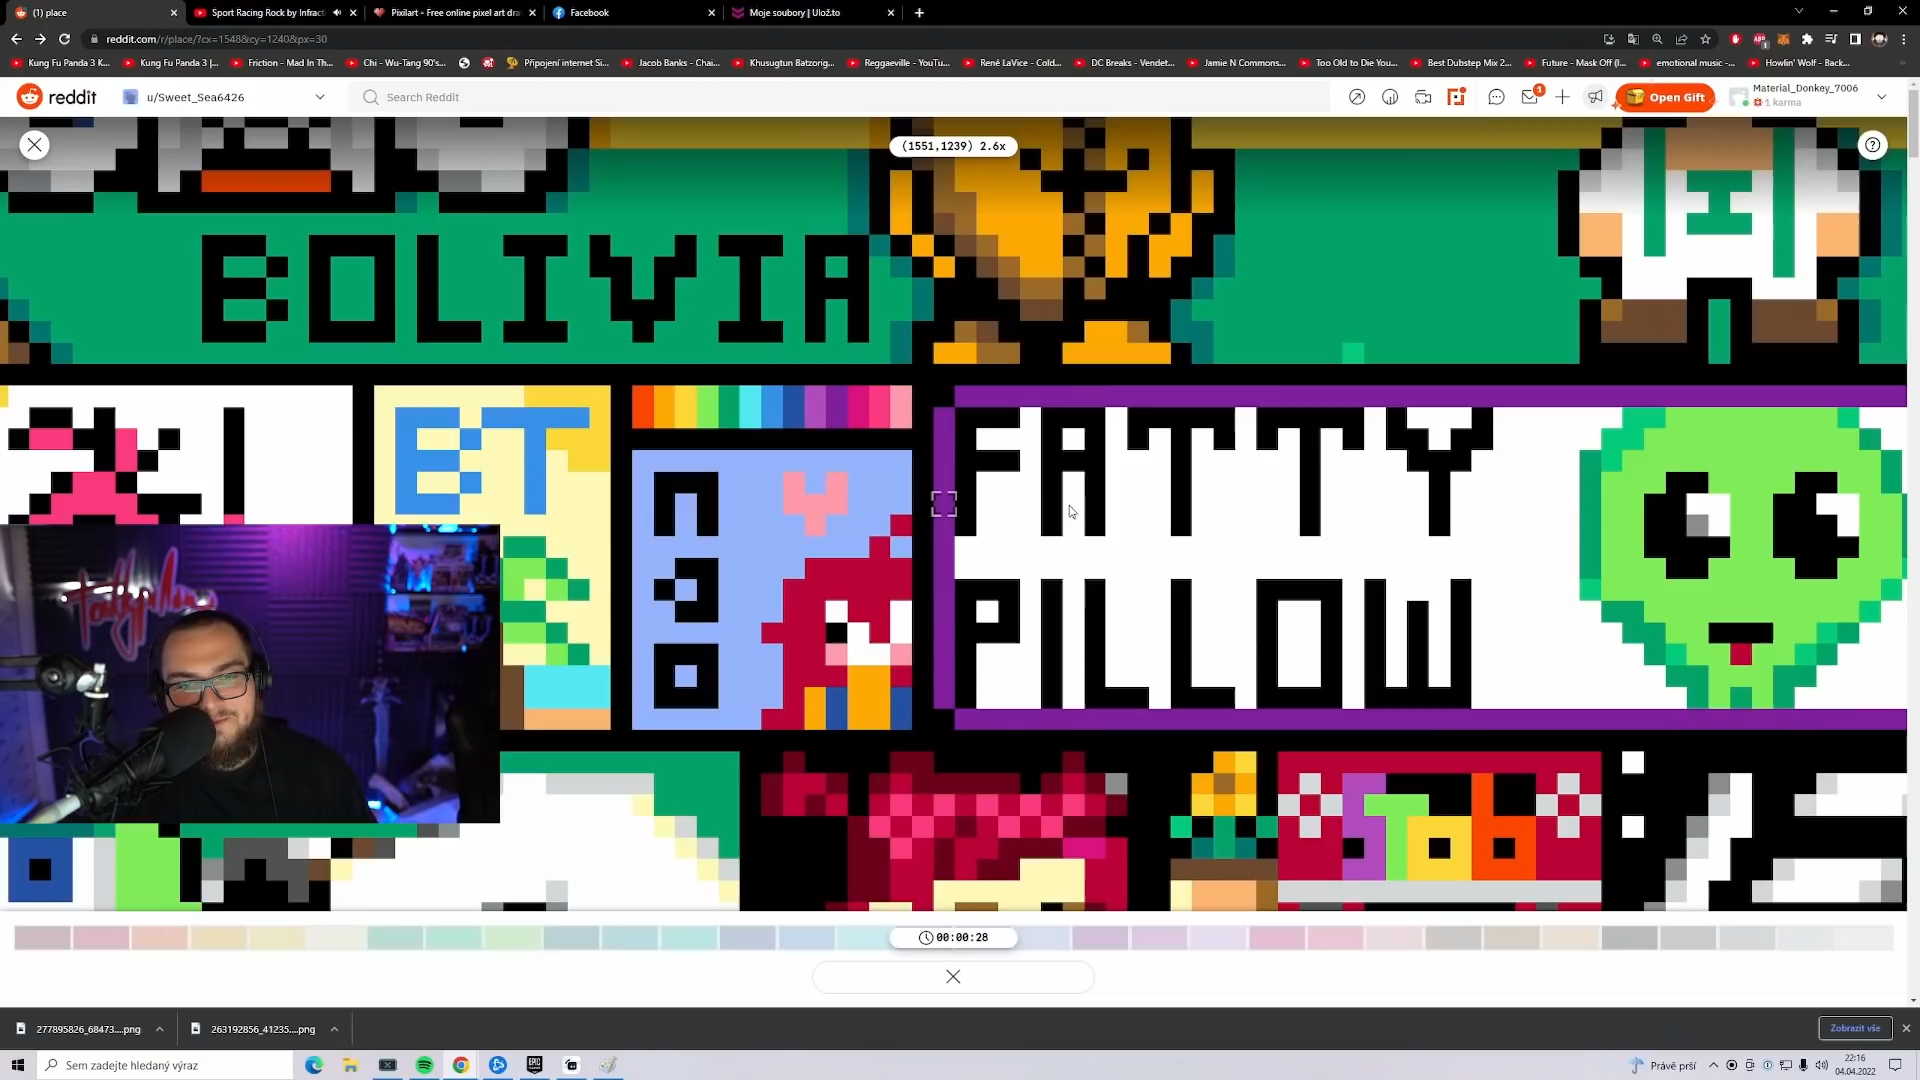 (1) place
Sport Racing Rock by Infract
Pixilart - Free online pixel art dra
Facebook
Moje soubory | Ulož.to
reddit.com/r/place/?cx=1548&cy=1240&px=30
Kung Fu Panda 3 K...
Kung Fu Panda 3 |...
Friction - Mad In Th...
Chi - Wu-Tang 90's...
Připojení internet Si...
Jacob Banks - Chai...
Khusugtun Batzorig...
Reggaeville - YouTu...
René LaVice - Cold...
DC Breaks - Vendet...
Jamie N Commons...
Too Old to Die You...
Best Dubstep Mix 2...
Future - Mask Off (I...
emotional music -...
Howlin' Wolf - Back...
reddit
u/Sweet_Sea6426
Search Reddit
1
Open Gift
Material_Donkey_7006
1 karma
(1551,1239) 2.6x
BOLIVIA
BT
FATTY
PILLOW
00:00:28
277895826_68473....png
263192856_41235....png
Zobrazit vše
Sem zadejte hledaný výraz
Právě prší
22:16
04.04.2022